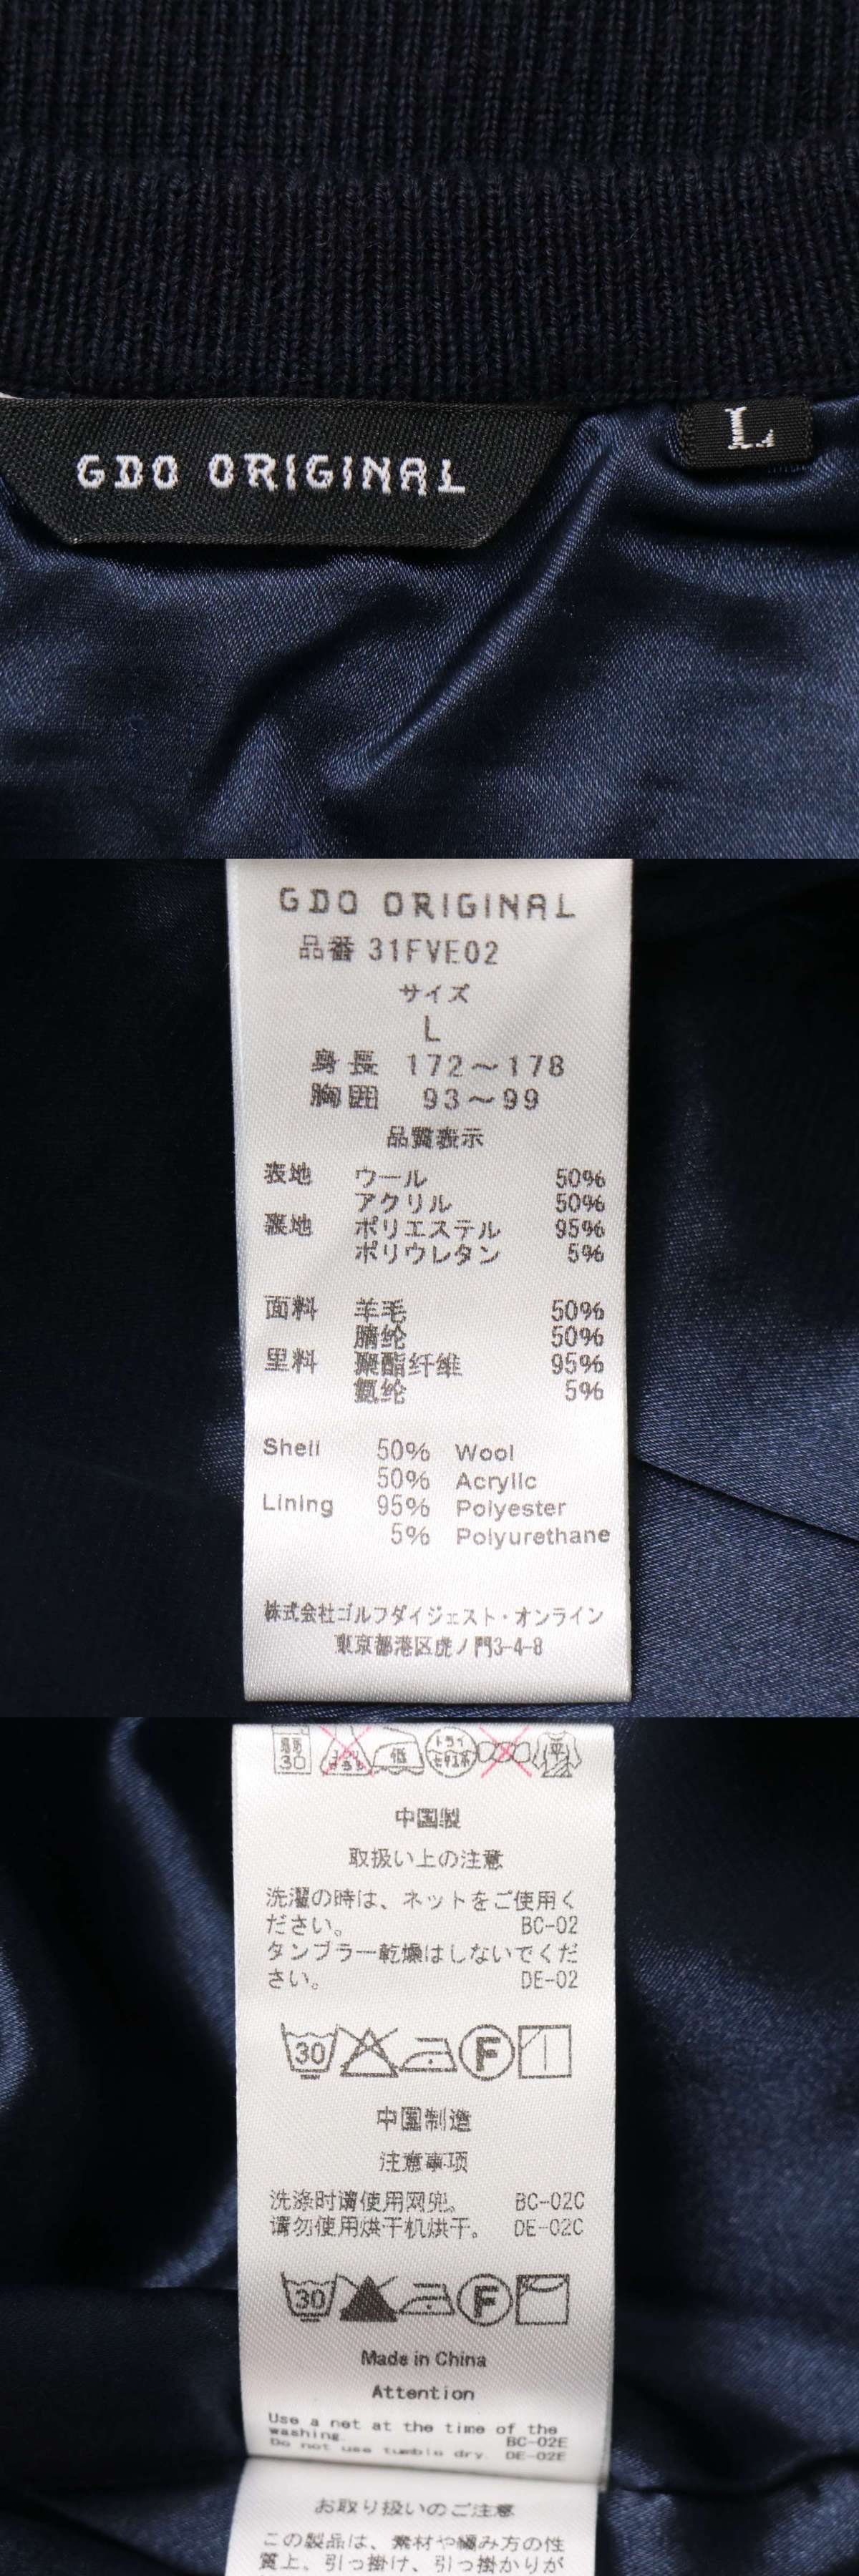 GDO ORIGINAL
L
GDO ORIGINAL
品番 31FVE02
サイズ
L
身長 172～178
胸囲 93～99
品質表示
表地 ウール 50%
アクリル 50%
裏地 ポリエステル 95%
ポリウレタン 5%
面料 羊毛 50%
腈纶 50%
里料 聚酯纤维 95%
氨纶 5%
Shell 50% Wool
50% Acrylic
Lining 95% Polyester
5% Polyurethane
株式会社ゴルフダイジェスト・オンライン
東京都港区虎ノ門3-4-8
30 低 ドライ
中国製
取扱い上の注意
洗濯の時は、ネットをご使用く
ださい。 BC-02
タンブラー乾燥はしないでくだ
さい。 DE-02
30 F
中国制造
注意事项
洗涤时请使用网兜。 BC-02C
请勿使用烘干机烘干。 DE-02C
30 F
Made in China
Attention
Use a net at the time of the
washing. BC-02E
Do not use tumble dry. DE-02E
お取り扱いのご注意
この製品は、素材や編み方の性
質上、引っ掛け、引っ掛かりが